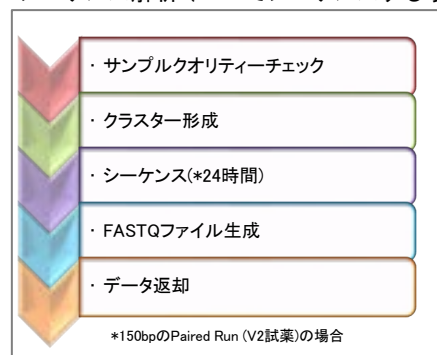 ・ サンプルクオリティーチェック
・ クラスター形成
・ シーケンス(*24時間)
・ FASTQファイル生成
・ データ返却
*150bpのPaired Run (V2試薬)の場合